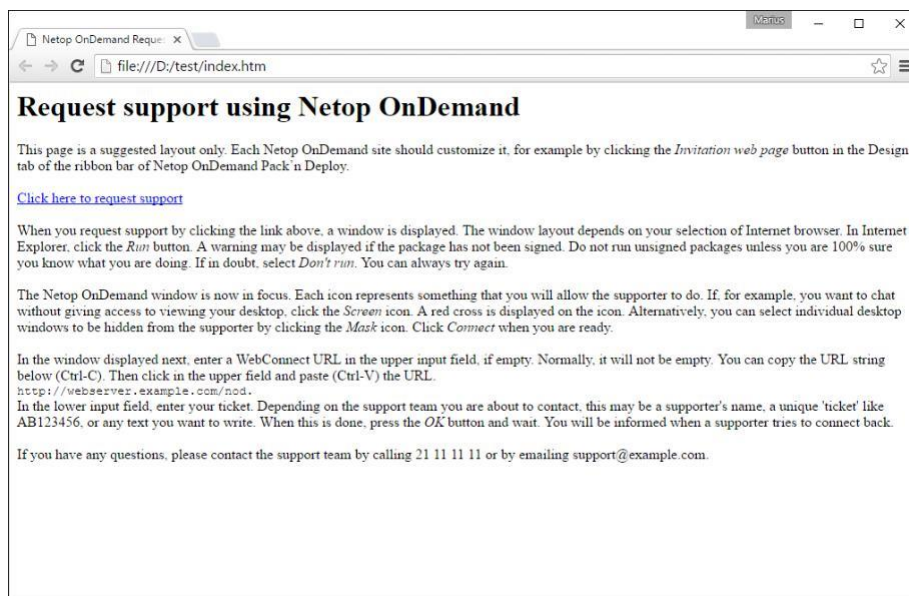 Marius
Netop OnDemand Reque
file:///D:/test/index.htm
Request support using Netop OnDemand
This page is a suggested layout only. Each Netop OnDemand site should customize it, for example by clicking the Invitation web page button in the Design
tab of the ribbon bar of Netop OnDemand Pack`n Deploy.
Click here to request support
When you request support by clicking the link above, a window is displayed. The window layout depends on your selection of Internet browser. In Internet
Explorer, click the Run button. A warning may be displayed if the package has not been signed. Do not run unsigned packages unless you are 100% sure
you know what you are doing. If in doubt, select Don't run. You can always try again.
The Netop OnDemand window is now in focus. Each icon represents something that you will allow the supporter to do. If, for example, you want to chat
without giving access to viewing your desktop, click the Screen icon. A red cross is displayed on the icon. Alternatively, you can select individual desktop
windows to be hidden from the supporter by clicking the Mask icon. Click Connect when you are ready.
In the window displayed next, enter a WebConnect URL in the upper input field, if empty. Normally, it will not be empty. You can copy the URL string
below (Ctrl-C). Then click in the upper field and paste (Ctrl-V) the URL.
http://webserver.example.com/nod.
In the lower input field, enter your ticket. Depending on the support team you are about to contact, this may be a supporter's name, a unique 'ticket' like
AB123456, or any text you want to write. When this is done, press the OK button and wait. You will be informed when a supporter tries to connect back.
If you have any questions, please contact the support team by calling 21 11 11 11 or by emailing support@example.com.